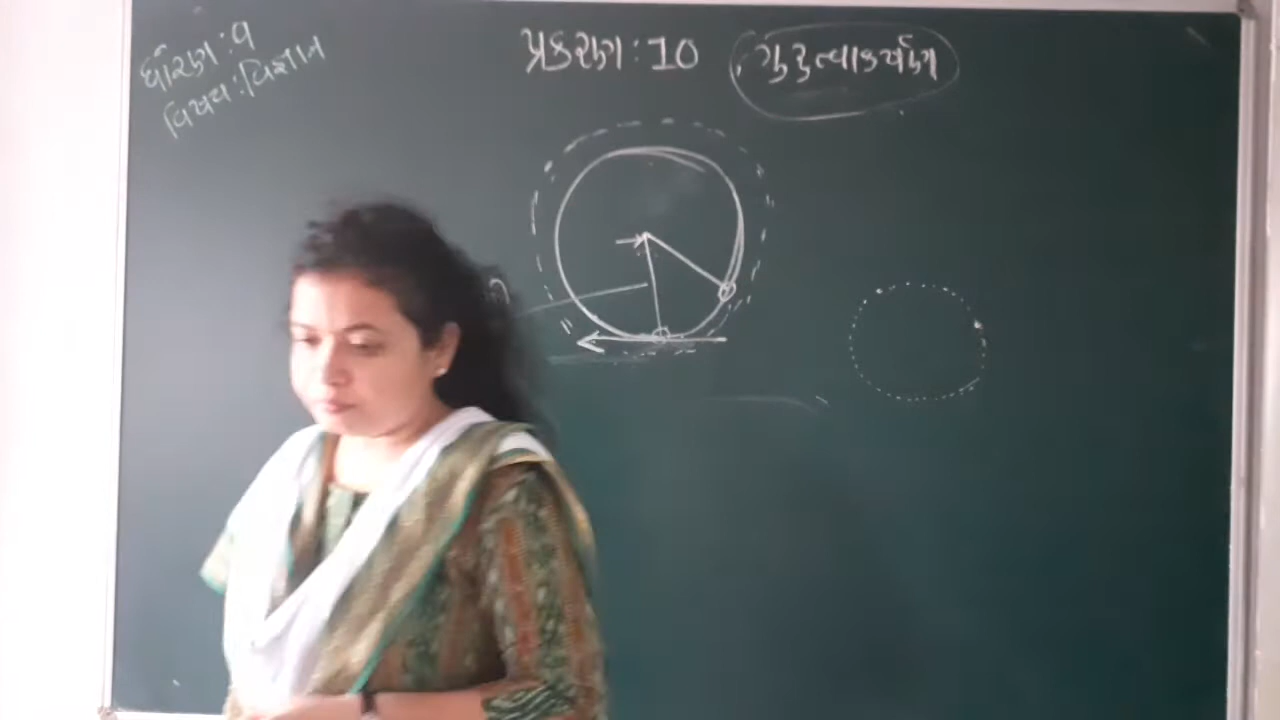 ધોરણ : ૯
વિષય : વિજ્ઞાન
પ્રકરણ : 10 ગુરુત્વાકર્ષણ